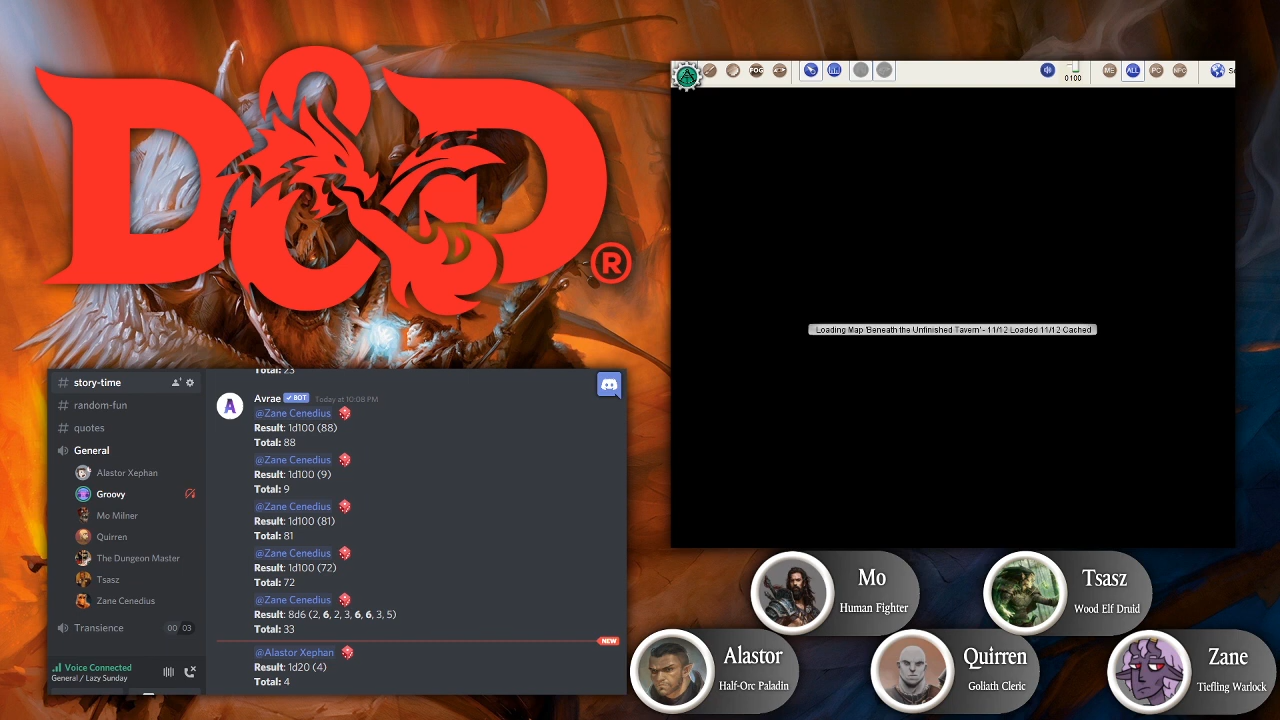 D&D®
FOG
0100
ME
ALL
PC
NPC
Loading Map 'Beneath the Unfinished Tavern' - 11/12 Loaded 11/12 Cached
# story-time
# random-fun
# quotes
General
Alastor Xephan
Groovy
Mo Milner
Quirren
The Dungeon Master
Tsasz
Zane Cenedius
Transience 00 03
Voice Connected
General / Lazy Sunday
Total: 23
A
Avrae BOT Today at 10:08 PM
@Zane Cenedius
Result: 1d100 (88)
Total: 88
@Zane Cenedius
Result: 1d100 (9)
Total: 9
@Zane Cenedius
Result: 1d100 (81)
Total: 81
@Zane Cenedius
Result: 1d100 (72)
Total: 72
@Zane Cenedius
Result: 8d6 (2, 6, 2, 3, 6, 6, 3, 5)
Total: 33
NEW
@Alastor Xephan
Result: 1d20 (4)
Total: 4
Mo
Human Fighter
Tsasz
Wood Elf Druid
Alastor
Half-Orc Paladin
Quirren
Goliath Cleric
Zane
Tiefling Warlock